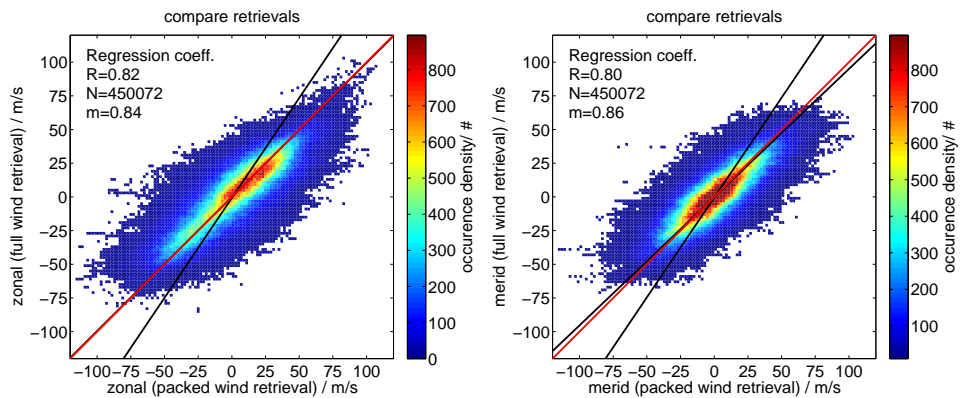 compare retrievals
Regression coeff.
R=0.82
N=450072
m=0.84
100
75
50
25
0
−25
−50
−75
−100
zonal (full wind retrieval) / m/s
−100 −75 −50 −25 0 25 50 75 100
zonal (packed wind retrieval) / m/s
800
700
600
500
400
300
200
100
0
occurence density/ #
compare retrievals
Regression coeff.
R=0.80
N=450072
m=0.86
100
75
50
25
0
−25
−50
−75
−100
merid (full wind retrieval) / m/s
−100 −75 −50 −25 0 25 50 75 100
merid (packed wind retrieval) / m/s
800
700
600
500
400
300
200
100
occurence density/ #